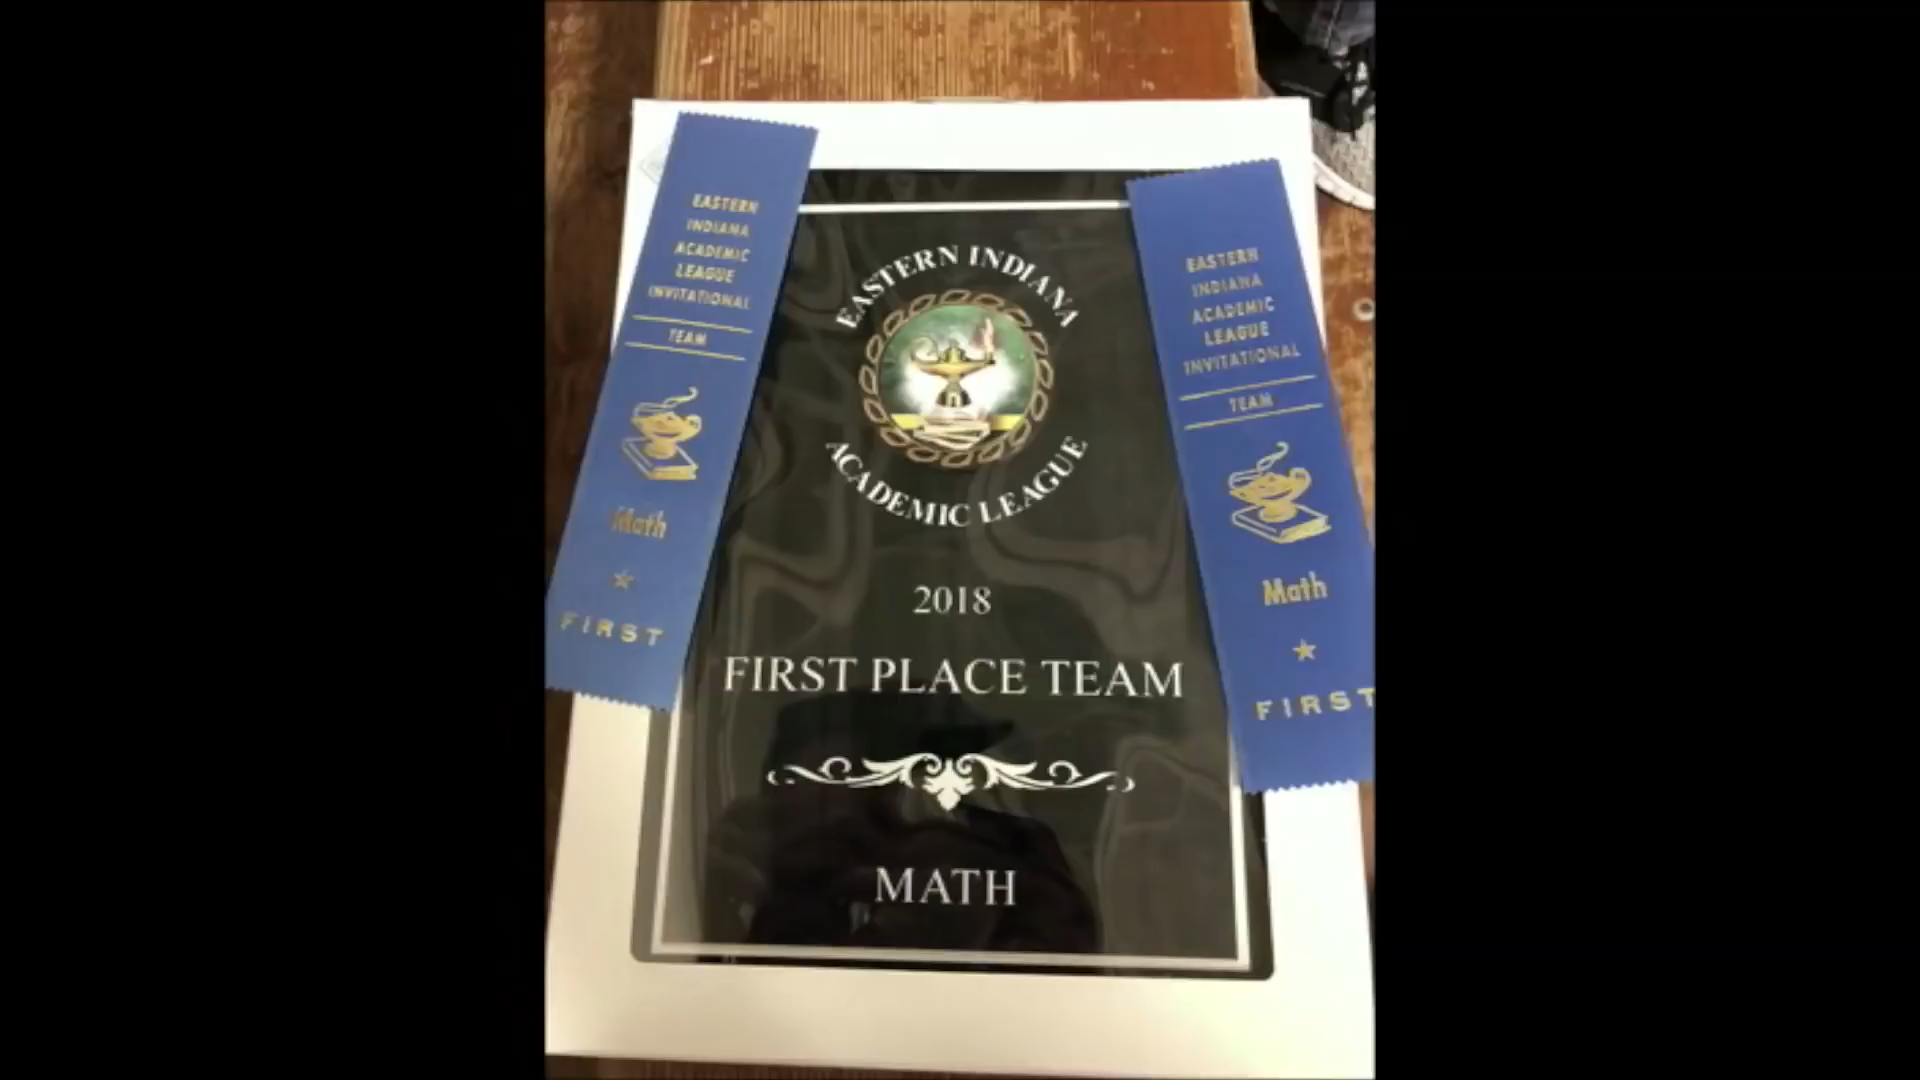 EASTERN
INDIANA
ACADEMIC
LEAGUE
INVITATIONAL
TEAM
Math
FIRST
EASTERN INDIANA
ACADEMIC LEAGUE
2018
FIRST PLACE TEAM
MATH
EASTERN
INDIANA
ACADEMIC
LEAGUE
INVITATIONAL
TEAM
Math
FIRST